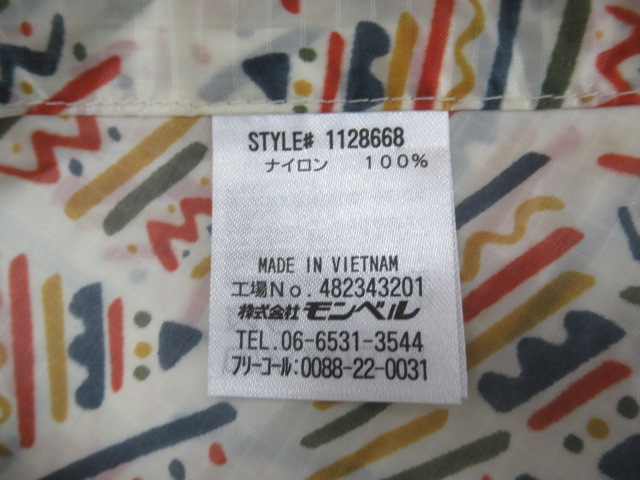 STYLE# 1128668
ナイロン 100%
MADE IN VIETNAM
工場No. 482343201
株式会社モンベル
TEL. 06-6531-3544
フリーコール:0088-22-0031